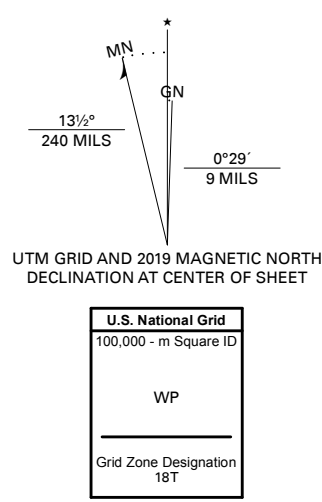 ★
MN
GN
13½°
240 MILS
0°29´
9 MILS
UTM GRID AND 2019 MAGNETIC NORTH
DECLINATION AT CENTER OF SHEET
U.S. National Grid
100,000 - m Square ID
WP
Grid Zone Designation
18T